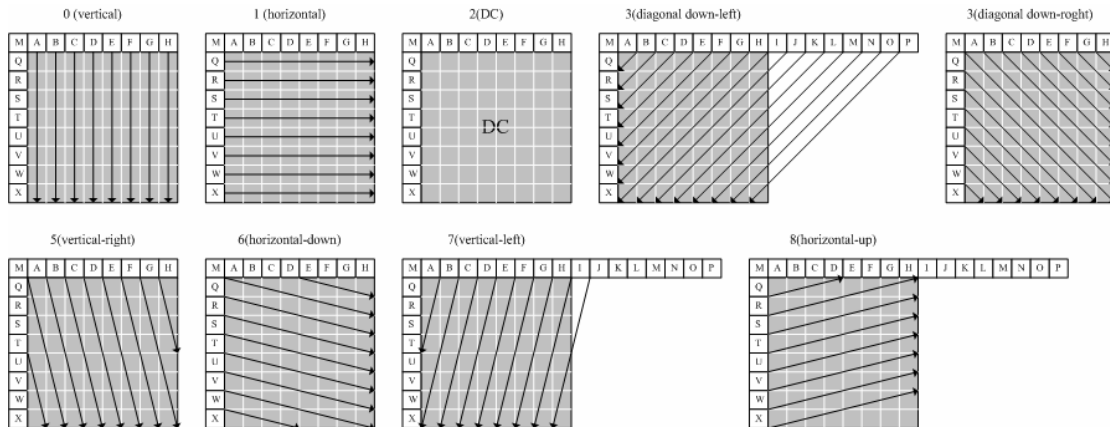 0 (vertical)
1 (horizontal)
2(DC)
3(diagonal down-left)
3(diagonal down-roght)
M A B C D E F G H
Q
R
S
T
U
V
W
X
M A B C D E F G H
Q
R
S
T
U
V
W
X
M A B C D E F G H
Q
R
S
T
U
V
W
X
DC
M A B C D E F G H I J K L M N O P
Q
R
S
T
U
V
W
X
M A B C D E F G H
Q
R
S
T
U
V
W
X
5(vertical-right)
6(horizontal-down)
7(vertical-left)
8(horizontal-up)
M A B C D E F G H
Q
R
S
T
U
V
W
X
M A B C D E F G H
Q
R
S
T
U
V
W
X
M A B C D E F G H I J K L M N O P
Q
R
S
T
U
V
W
X
M A B C D E F G H I J K L M N O P
Q
R
S
T
U
V
W
X